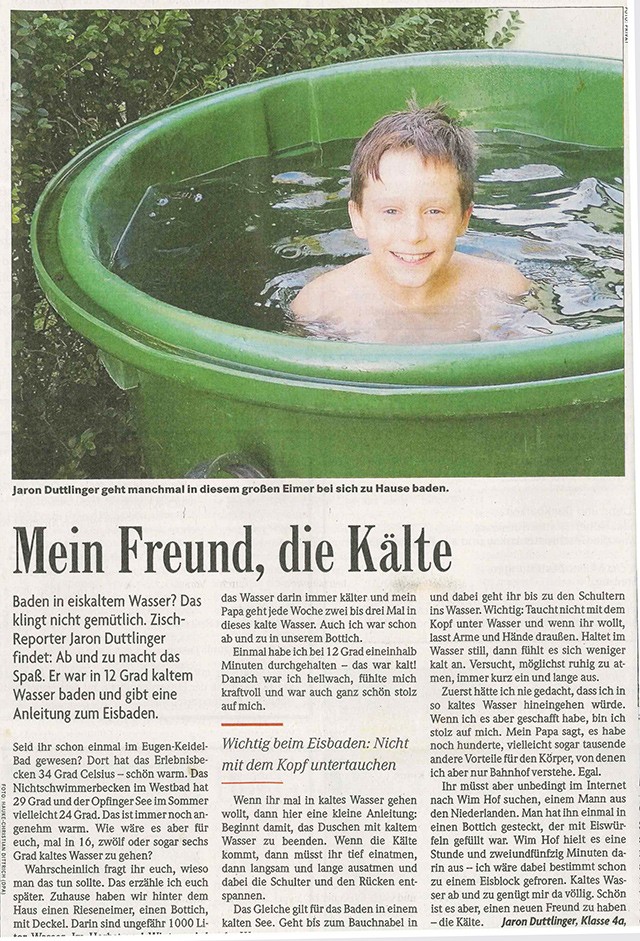 FOTO: PRIVAT
Jaron Duttlinger geht manchmal in diesem großen Eimer bei sich zu Hause baden.
Mein Freund, die Kälte
Baden in eiskaltem Wasser? Das
klingt nicht gemütlich. Zisch-
Reporter Jaron Duttlinger
findet: Ab und zu macht das
Spaß. Er war in 12 Grad kaltem
Wasser baden und gibt eine
Anleitung zum Eisbaden.
Seid ihr schon einmal im Eugen-Keidel-
Bad gewesen? Dort hat das Erlebnisbe-
cken 34 Grad Celsius – schön warm. Das
Nichtschwimmerbecken im Westbad hat
29 Grad und der Opfinger See im Sommer
vielleicht 24 Grad. Das ist immer noch an-
genehm warm. Wie wäre es aber für
euch, mal in 16, zwölf oder sogar sechs
Grad kaltes Wasser zu gehen?
Wahrscheinlich fragt ihr euch, wieso
man das tun sollte. Das erzähle ich euch
später. Zuhause haben wir hinter dem
Haus einen Rieseneimer, einen Bottich,
mit Deckel. Darin sind ungefähr 1000 Li-
ter Wasser. Im Herbst und Winter wird
das Wasser darin immer kälter und mein
Papa geht jede Woche zwei bis drei Mal in
dieses kalte Wasser. Auch ich war schon
ab und zu in unserem Bottich.
Einmal habe ich bei 12 Grad eineinhalb
Minuten durchgehalten – das war kalt!
Danach war ich hellwach, fühlte mich
kraftvoll und war auch ganz schön stolz
auf mich.
Wichtig beim Eisbaden: Nicht
mit dem Kopf untertauchen
Wenn ihr mal in kaltes Wasser gehen
wollt, dann hier eine kleine Anleitung:
Beginnt damit, das Duschen mit kaltem
Wasser zu beenden. Wenn die Kälte
kommt, dann müsst ihr tief einatmen,
dann langsam und lange ausatmen und
dabei die Schulter und den Rücken ent-
spannen.
Das Gleiche gilt für das Baden in einem
kalten See. Geht bis zum Bauchnabel in
und dabei geht ihr bis zu den Schultern
ins Wasser. Wichtig: Taucht nicht mit dem
Kopf unter Wasser und wenn ihr wollt,
lasst Arme und Hände draußen. Haltet im
Wasser still, dann fühlt es sich weniger
kalt an. Versucht, möglichst ruhig zu at-
men, immer kurz ein und lange aus.
Zuerst hätte ich nie gedacht, dass ich in
so kaltes Wasser hineingehen würde.
Wenn ich es aber geschafft habe, bin ich
stolz auf mich. Mein Papa sagt, es habe
noch hunderte, vielleicht sogar tausende
andere Vorteile für den Körper, von denen
ich aber nur Bahnhof verstehe. Egal.
Ihr müsst aber unbedingt im Internet
nach Wim Hof suchen, einem Mann aus
den Niederlanden. Man hat ihn einmal in
einen Bottich gesteckt, der mit Eiswür-
feln gefüllt war. Wim Hof hielt es eine
Stunde und zweiundfünfzig Minuten da-
rin aus – ich wäre dabei bestimmt schon
zu einem Eisblock gefroren. Kaltes Was-
ser ab und zu genügt mir da völlig. Schön
ist es aber, einen neuen Freund zu haben
– die Kälte. Jaron Duttlinger, Klasse 4a,